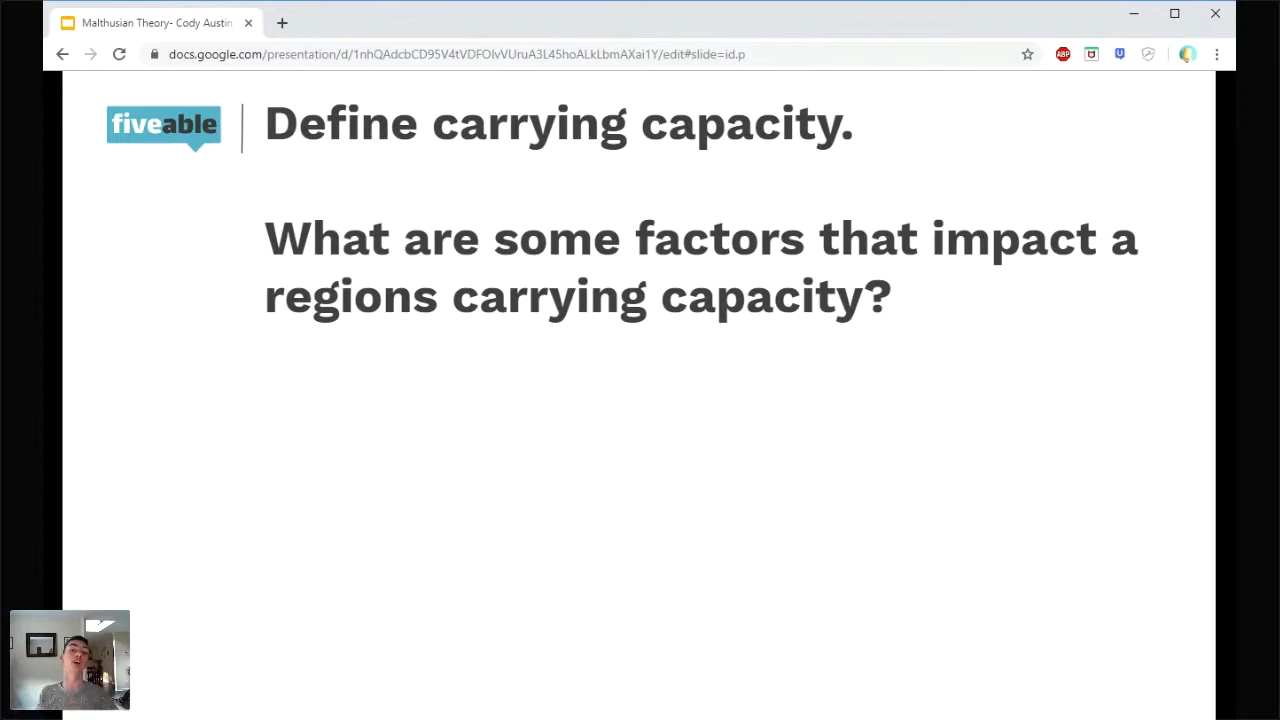 Malthusian Theory- Cody Austin
docs.google.com/presentation/d/1nhQAdcbCD95V4tVDFOlvVUruA3L45hoALkLbmAXai1Y/edit#slide=id.p
ABP
fiveable
Define carrying capacity.
What are some factors that impact a
regions carrying capacity?